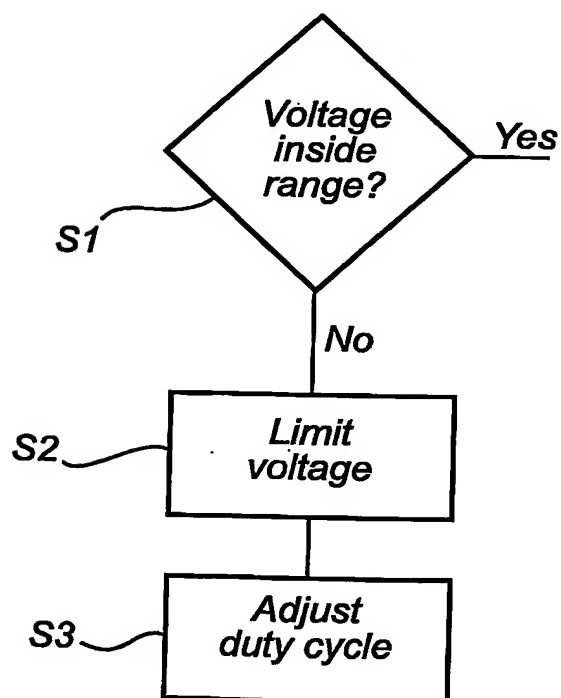 Voltage
inside
range?
Yes
S1
No
Limit
voltage
S2
Adjust
duty cycle
S3